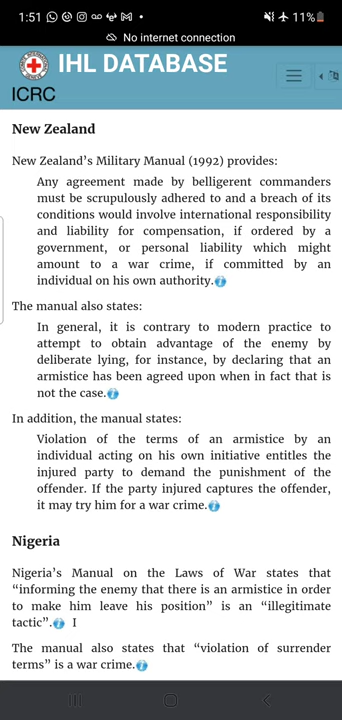 1:51 11%
No internet connection
IHL DATABASE
ICRC
New Zealand
New Zealand's Military Manual (1992) provides:
Any agreement made by belligerent commanders
must be scrupulously adhered to and a breach of its
conditions would involve international responsibility
and liability for compensation, if ordered by a
government, or personal liability which might
amount to a war crime, if committed by an
individual on his own authority.
The manual also states:
In general, it is contrary to modern practice to
attempt to obtain advantage of the enemy by
deliberate lying, for instance, by declaring that an
armistice has been agreed upon when in fact that is
not the case.
In addition, the manual states:
Violation of the terms of an armistice by an
individual acting on his own initiative entitles the
injured party to demand the punishment of the
offender. If the party injured captures the offender,
it may try him for a war crime.
Nigeria
Nigeria's Manual on the Laws of War states that
“informing the enemy that there is an armistice in order
to make him leave his position” is an “illegitimate
tactic”. I
The manual also states that “violation of surrender
terms” is a war crime.